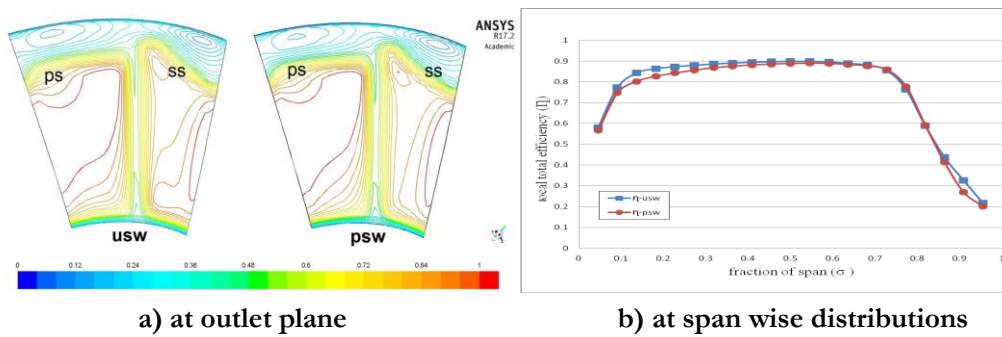 ANSYS
R17.2
Academic
ps
ss
ps
ss
usw
psw
0 0.12 0.24 0.36 0.48 0.6 0.72 0.84 1
a) at outlet plane
local total efficiency (η)
1
0.9
0.8
0.7
0.6
0.5
0.4
0.3
0.2
0.1
0
η-usw
η-psw
0 0.1 0.2 0.3 0.4 0.5 0.6 0.7 0.8 0.9 1
fraction of span (σ )
b) at span wise distributions